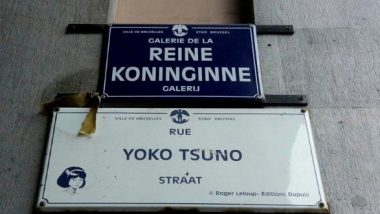 VILLE DE BRUXELLES STAD BRUSSEL
GALERIE DE LA
REINE
KONINGINNE
GALERIJ
VILLE DE BRUXELLES STAD BRUSSEL
RUE
YOKO TSUNO
STRAAT
© Roger Leloup - Editions Dupuis